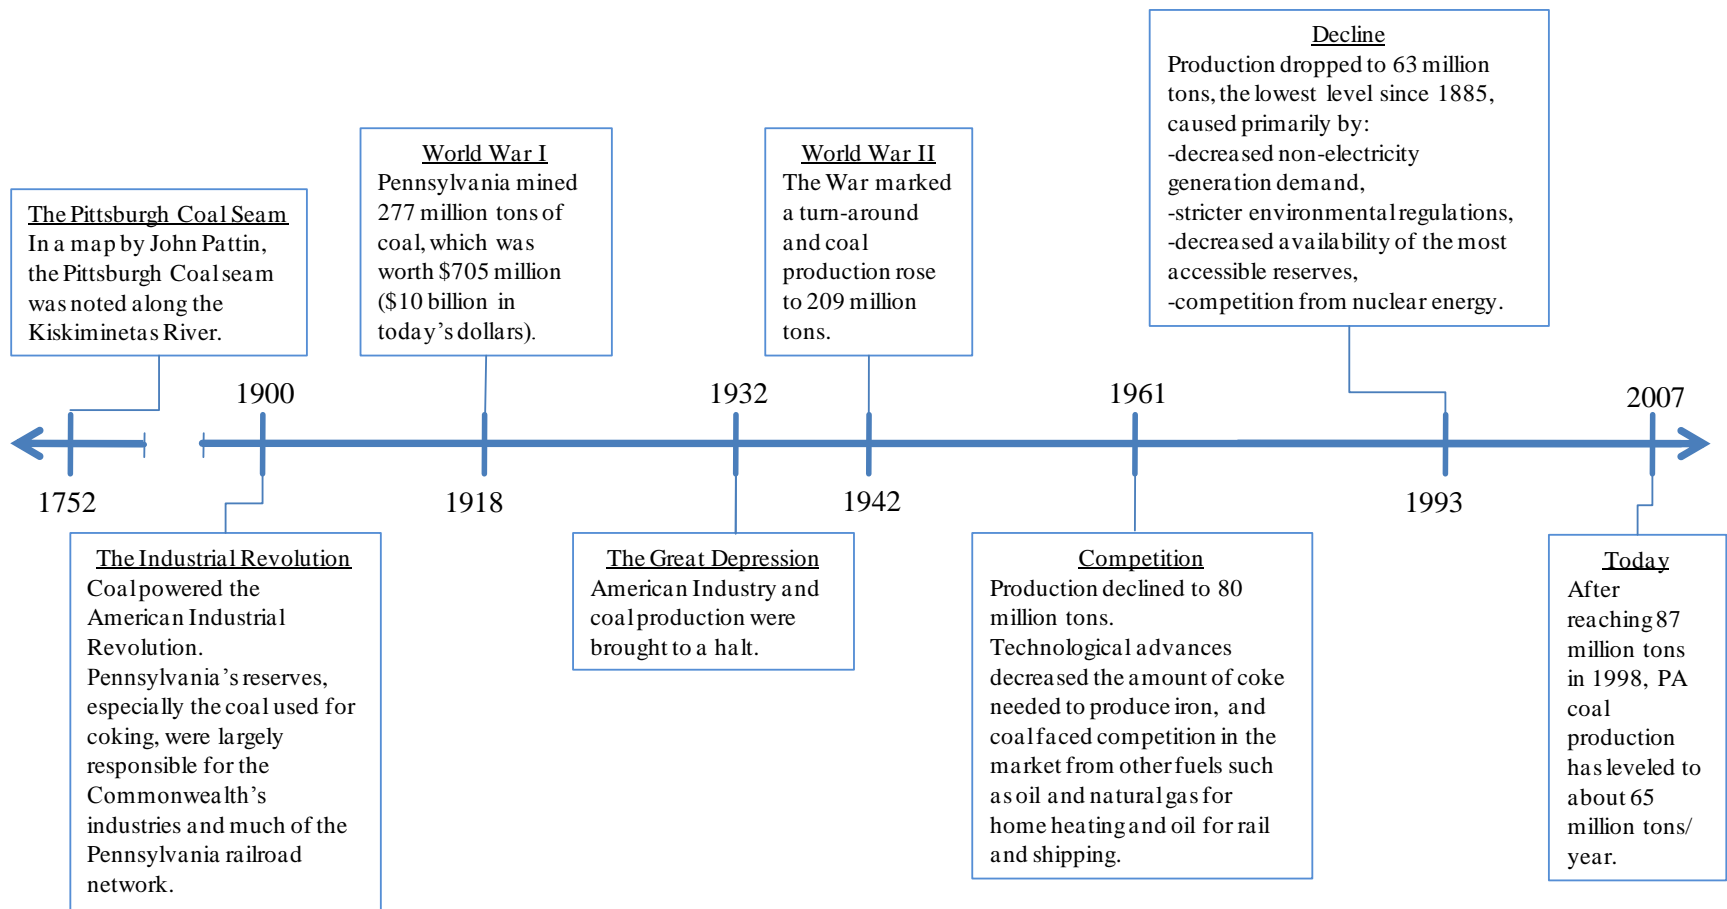 The Pittsburgh Coal Seam
In a map by John Pattin,
the Pittsburgh Coal seam
was noted along the
Kiskiminetas River.
1752
1900
The Industrial Revolution
Coal powered the
American Industrial
Revolution.
Pennsylvania's reserves,
especially the coal used for
coking, were largely
responsible for the
Commonwealth's
industries and much of the
Pennsylvania railroad
network.
World War I
Pennsylvania mined
277 million tons of
coal, which was
worth $705 million
($10 billion in
today's dollars).
1918
1932
The Great Depression
American Industry and
coal production were
brought to a halt.
World War II
The War marked
a turn-around
and coal
production rose
to 209 million
tons.
1942
1961
Competition
Production declined to 80
million tons.
Technological advances
decreased the amount of coke
needed to produce iron, and
coal faced competition in the
market from other fuels such
as oil and natural gas for
home heating and oil for rail
and shipping.
Decline
Production dropped to 63 million
tons, the lowest level since 1885,
caused primarily by:
-decreased non-electricity
generation demand,
-stricter environmental regulations,
-decreased availability of the most
accessible reserves,
-competition from nuclear energy.
1993
2007
Today
After
reaching 87
million tons
in 1998, PA
coal
production
has leveled to
about 65
million tons/
year.